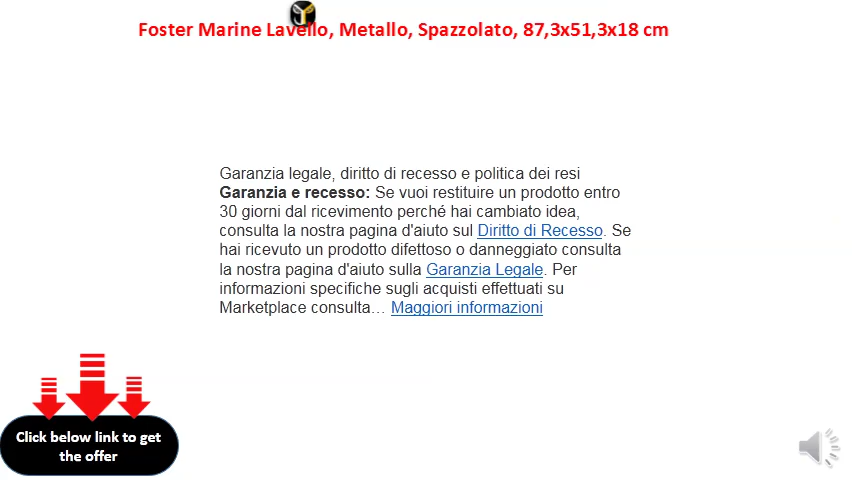 Foster Marine Lavello, Metallo, Spazzolato, 87,3x51,3x18 cm
Garanzia legale, diritto di recesso e politica dei resi
Garanzia e recesso: Se vuoi restituire un prodotto entro
30 giorni dal ricevimento perché hai cambiato idea,
consulta la nostra pagina d'aiuto sul Diritto di Recesso. Se
hai ricevuto un prodotto difettoso o danneggiato consulta
la nostra pagina d'aiuto sulla Garanzia Legale. Per
informazioni specifiche sugli acquisti effettuati su
Marketplace consulta… Maggiori informazioni
Click below link to get
the offer